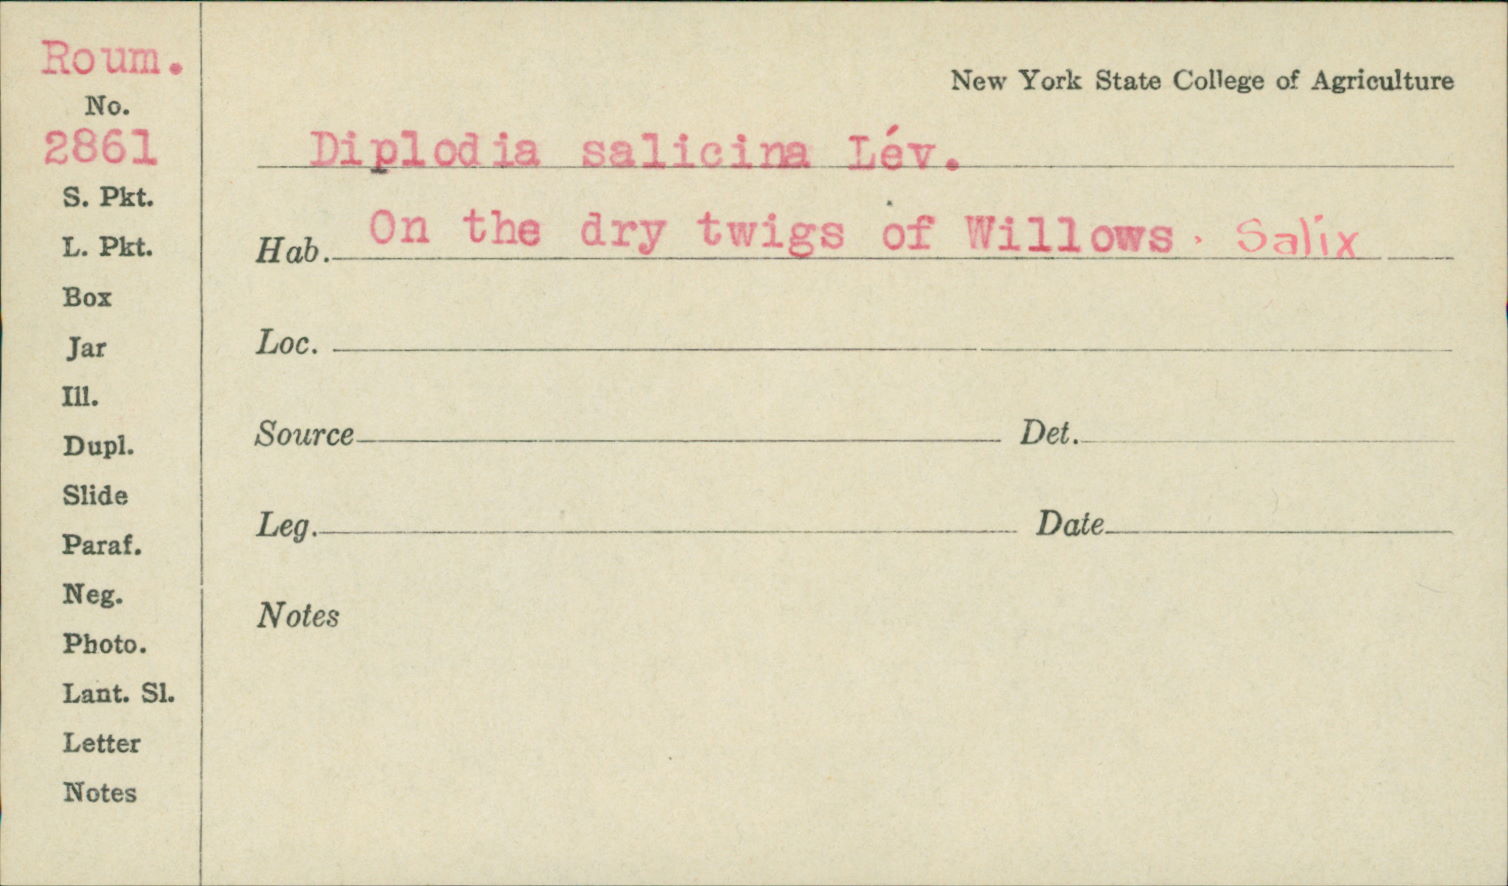 Roum.
No.
2861
S. Pkt.
L. Pkt.
Box
Jar
Ill.
Dupl.
Slide
Paraf.
Neg.
Photo.
Lant. Sl.
Letter
Notes
New York State College of Agriculture
Diplodia salicina Lév.
Hab. On the dry twigs of Willows. Salix
Loc.
Source Det.
Leg. Date
Notes